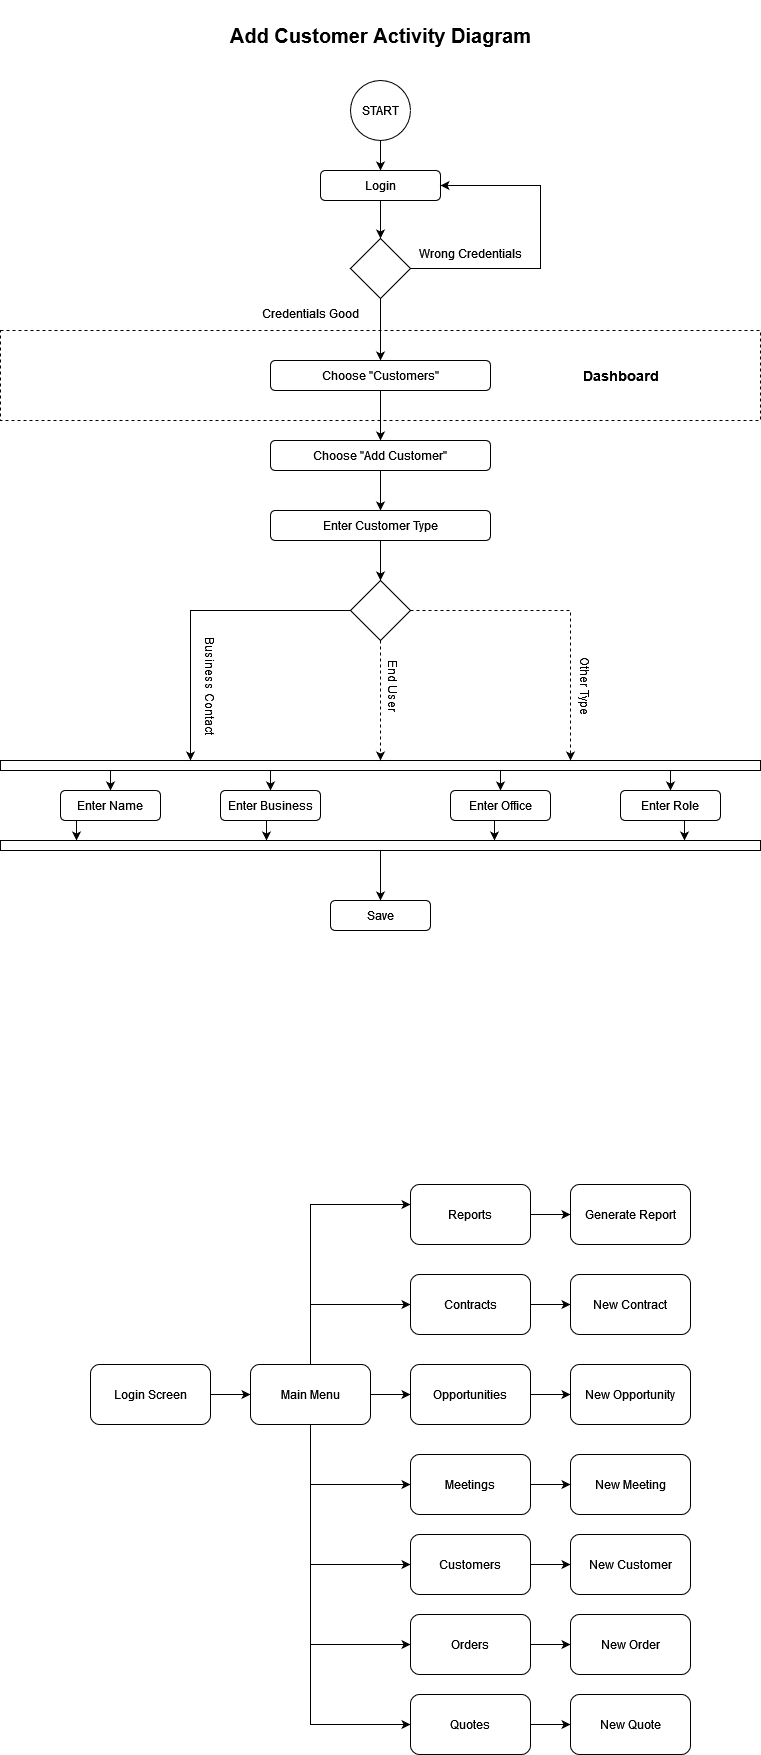 Add Customer Activity Diagram
START
Login
Wrong Credentials
Credentials Good
Choose "Customers"
Dashboard
Choose "Add Customer"
Enter Customer Type
Business Contact
End User
Other Type
Enter Name
Enter Business
Enter Office
Enter Role
Save
Reports
Generate Report
Contracts
New Contract
Login Screen
Main Menu
Opportunities
New Opportunity
Meetings
New Meeting
Customers
New Customer
Orders
New Order
Quotes
New Quote